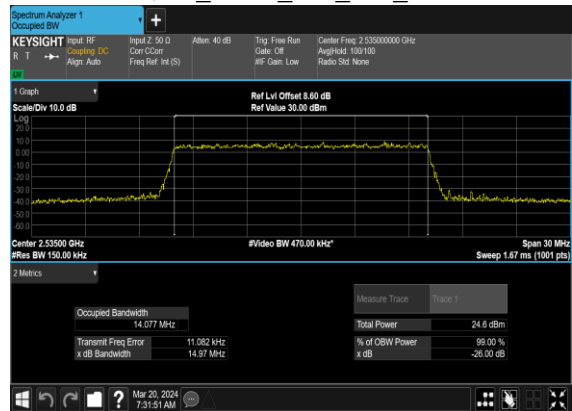 Spectrum Analyzer 1
Occupied BW
KEYSIGHT
R T
LW
Input: RF
Coupling: DC
Align: Auto
Input Z: 50 Ω
Corr CCorr
Freq Ref: Int (S)
Atten: 40 dB
Trig: Free Run
Gate: Off
#IF Gain: Low
Center Freq: 2.535000000 GHz
Avg|Hold: 100/100
Radio Std: None
1 Graph
Scale/Div 10.0 dB
Ref Lvl Offset 8.60 dB
Ref Value 30.00 dBm
Log
20.0
10.0
0.00
-10.0
-20.0
-30.0
-40.0
-50.0
-60.0
Center 2.53500 GHz
#Res BW 150.00 kHz
#Video BW 470.00 kHz*
Span 30 MHz
Sweep 1.67 ms (1001 pts)
2 Metrics
Measure Trace Trace 1
Occupied Bandwidth
14.077 MHz
Total Power 24.6 dBm
Transmit Freq Error 11.082 kHz
% of OBW Power 99.00 %
x dB Bandwidth 14.97 MHz
x dB -26.00 dB
?
Mar 20, 2024
7:31:51 AM